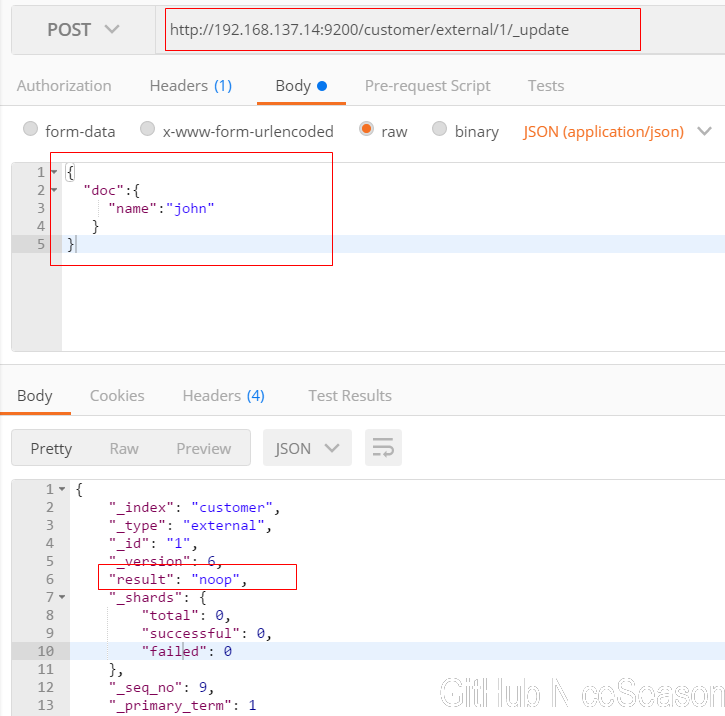 POST http://192.168.137.14:9200/customer/external/1/_update
Authorization Headers (1) Body Pre-request Script Tests
form-data x-www-form-urlencoded raw binary JSON (application/json)
1 {
2 "doc":{
3 "name":"john"
4 }
5 }
Body Cookies Headers (4) Test Results
Pretty Raw Preview JSON
1 {
2 "_index": "customer",
3 "_type": "external",
4 "_id": "1",
5 "_version": 6,
6 "result": "noop",
7 "_shards": {
8 "total": 0,
9 "successful": 0,
10 "failed": 0
11 },
12 "_seq_no": 9,
13 "_primary_term": 1
GitHub NiceSeason